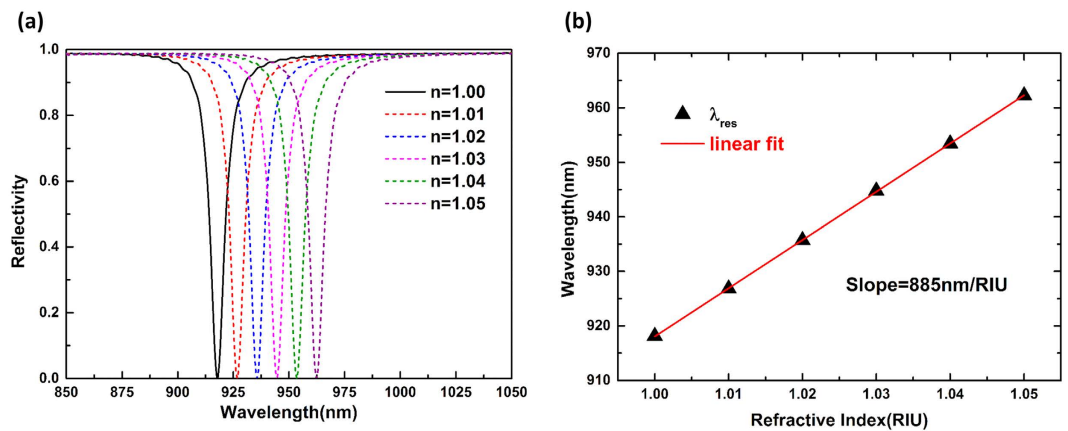 (a)
1.0
0.8
0.6
0.4
0.2
0.0
Reflectivity
n=1.00
n=1.01
n=1.02
n=1.03
n=1.04
n=1.05
850 900 925 950 975 1000 1025 1050
Wavelength(nm)
(b)
970
960
950
940
930
920
910
Wavelength(nm)
λres
linear fit
Slope=885nm/RIU
1.00 1.01 1.02 1.03 1.04 1.05
Refractive Index(RIU)